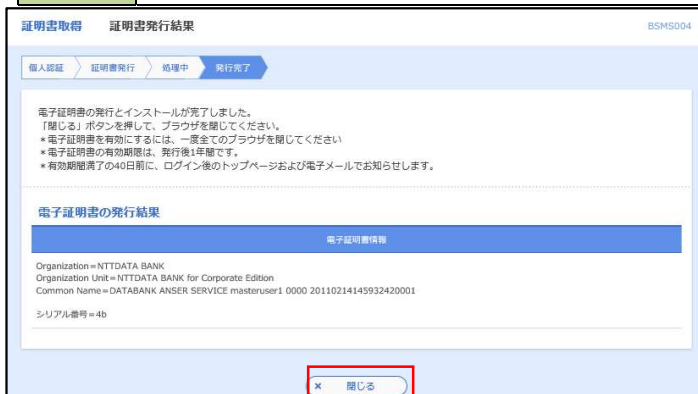 証明書取得 証明書発行結果 BSMS004
個人認証 証明書発行 処理中 発行完了
電子証明書の発行とインストールが完了しました。
「閉じる」ボタンを押して、ブラウザを閉じてください。
*電子証明書を有効にするには、一度全てのブラウザを閉じてください
*電子証明書の有効期限は、発行後1年間です。
*有効期間満了の40日前に、ログイン後のトップページおよび電子メールでお知らせします。
電子証明書の発行結果
電子証明書情報
Organization=NTTDATA BANK
Organization Unit=NTTDATA BANK for Corporate Edition
Common Name=DATABANK ANSER SERVICE masteruser1 0000 20110214145932420001
シリアル番号=4b
× 閉じる